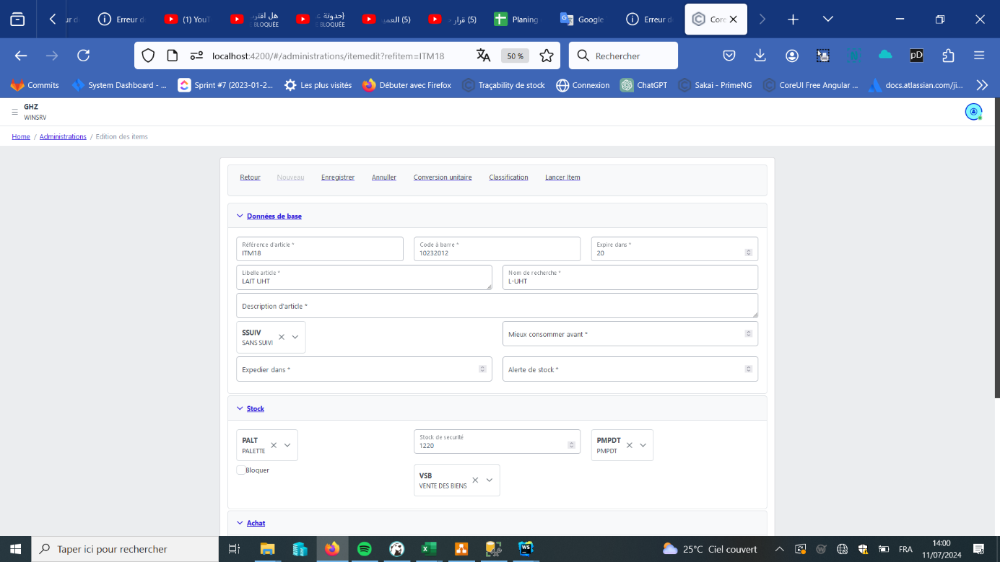 Erreur d
(1) YouT
هل اقتر
E BLOQUÉE
E BLOQUÉE
(5) العم
(5) قرار
Planing
Google
Erreur d
Core
localhost:4200/#/administrations/itemedit?refitem=ITM18
50 %
Rechercher
pD
Commits
System Dashboard - ...
Sprint #7 (2023-01-2...
Les plus visités
Débuter avec Firefox
Traçability de stock
Connexion
ChatGPT
Sakai - PrimeNG
CoreUI Free Angular ...
docs.atlassian.com/ji...
GHZ
WINSRV
Home / Administrations / Edition des items
Retour
Nouveau
Enregistrer
Annuller
Conversion unitaire
Classification
Lancer Item
Données de base
Référence d'article *
ITM18
Code à barre *
10232012
Expire dans *
20
Libelle article *
LAIT UHT
Nom de recherche *
L-UHT
Description d'article *
SSUIV
SANS SUIVI
Mieux consommer avant *
Expedier dans *
Alerte de stock *
Stock
PALT
PALETTE
Stock de securité
1220
PMPDT
PMPDT
Bloquer
VSB
VENTE DES BIENS
Achat
Taper ici pour rechercher
WS
25°C Ciel couvert
FRA
14:00
11/07/2024